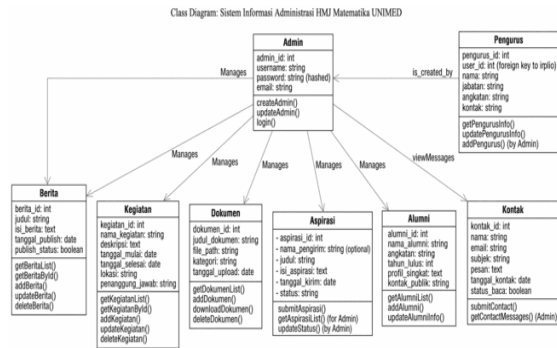 Class Diagram: Sistem Informasi Administrasi HMJ Matematika UNIMED
Admin
admin_id: int
username: string
password: string (hashed)
email: string
createAdmin()
updateAdmin()
login()
Pengurus
pengurus_id: int
user_id: int (foreign key to irplio)
nama: string
jabatan: string
angkatan: string
kontak: string
getPengurusInfo()
updatePengurusInfo()
addPengurus() (by Admin)
is_created_by
Manages
Manages
Manages
Manages
Manages
Manages
viewMessages
Berita
berita_id: int
judul: string
isi_berita: text
tanggal_publish: date
publish_status: boolean
getBeritaList()
getBeritaById()
addBerita()
updateBerita()
deleteBerita()
Kegiatan
kegiatan_id: int
nama_kegiatan: string
deskripsi: text
tanggal_mulai: date
tanggal_selesai: date
lokasi: string
penanggung_jawab: string
getKegiatanList()
getKegiatanById()
addKegiatan()
updateKegiatan()
deleteKegiatan()
Dokumen
dokumen_id: int
judul_dokumen: string
file_path: string
kategori: string
tanggal_upload: date
getDokumenList()
addDokumen()
downloadDokumen()
deleteDokumen()
Aspirasi
- aspirasi_id: int
- nama_pengirim: string (optional)
- judul: string
- isi_aspirasi: text
- tanggal_kirim: date
- status: string
submitAspirasi()
getAspirasiList() (for Admin)
updateStatus() (by Admin)
Alumni
alumni_id: int
nama_alumni: string
angkatan: string
tahun_lulus: int
profil_singkat: text
kontak_publik: string
getAlumniList()
addAlumni()
updateAlumniInfo()
Kontak
kontak_id: int
nama: string
email: string
subjek: string
pesan: text
tanggal_kontak: date
status_baca: boolean
submitContact()
getContactMessages() (Admin)